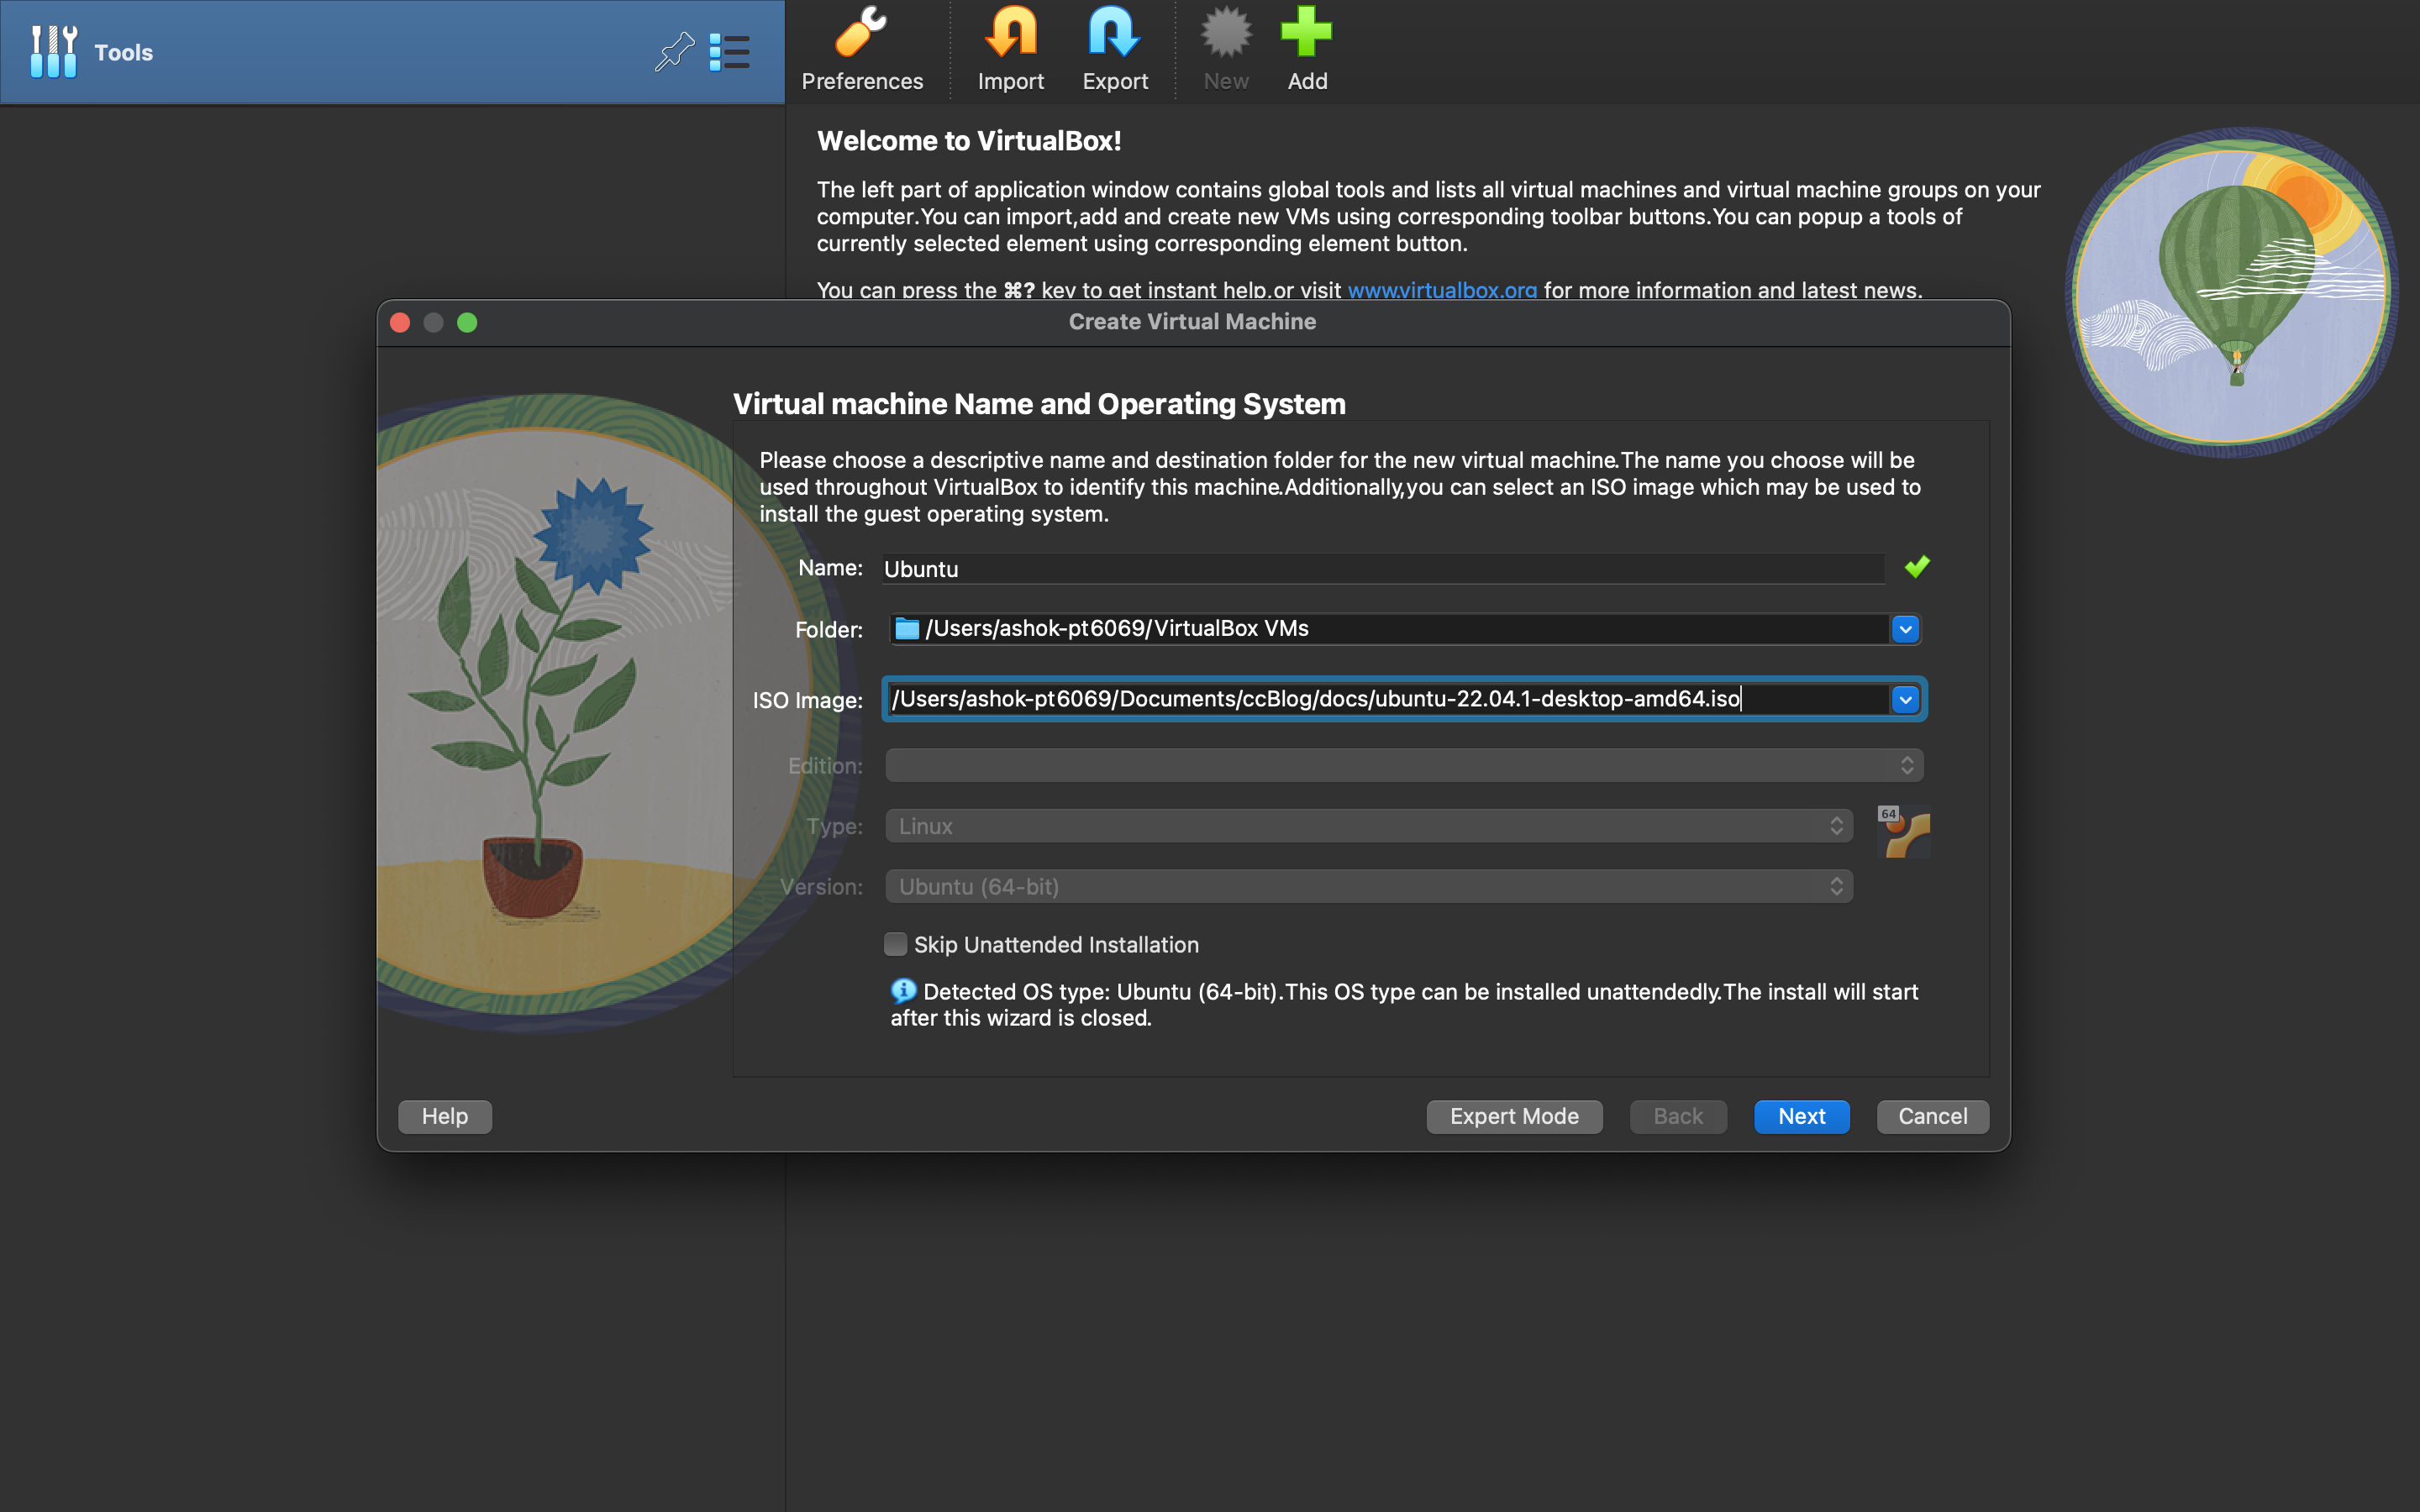 Tools
Preferences
Import
Export
New
Add
Welcome to VirtualBox!
The left part of application window contains global tools and lists all virtual machines and virtual machine groups on your
computer.You can import,add and create new VMs using corresponding toolbar buttons.You can popup a tools of
currently selected element using corresponding element button.
You can press the ⌘? key to get instant help,or visit www.virtualbox.org for more information and latest news.
Create Virtual Machine
Virtual machine Name and Operating System
Please choose a descriptive name and destination folder for the new virtual machine.The name you choose will be
used throughout VirtualBox to identify this machine.Additionally,you can select an ISO image which may be used to
install the guest operating system.
Name: Ubuntu
Folder: /Users/ashok-pt6069/VirtualBox VMs
ISO Image: /Users/ashok-pt6069/Documents/ccBlog/docs/ubuntu-22.04.1-desktop-amd64.iso
Edition:
Type: Linux
64
Version: Ubuntu (64-bit)
Skip Unattended Installation
Detected OS type: Ubuntu (64-bit).This OS type can be installed unattendedly.The install will start
after this wizard is closed.
Help
Expert Mode
Back
Next
Cancel